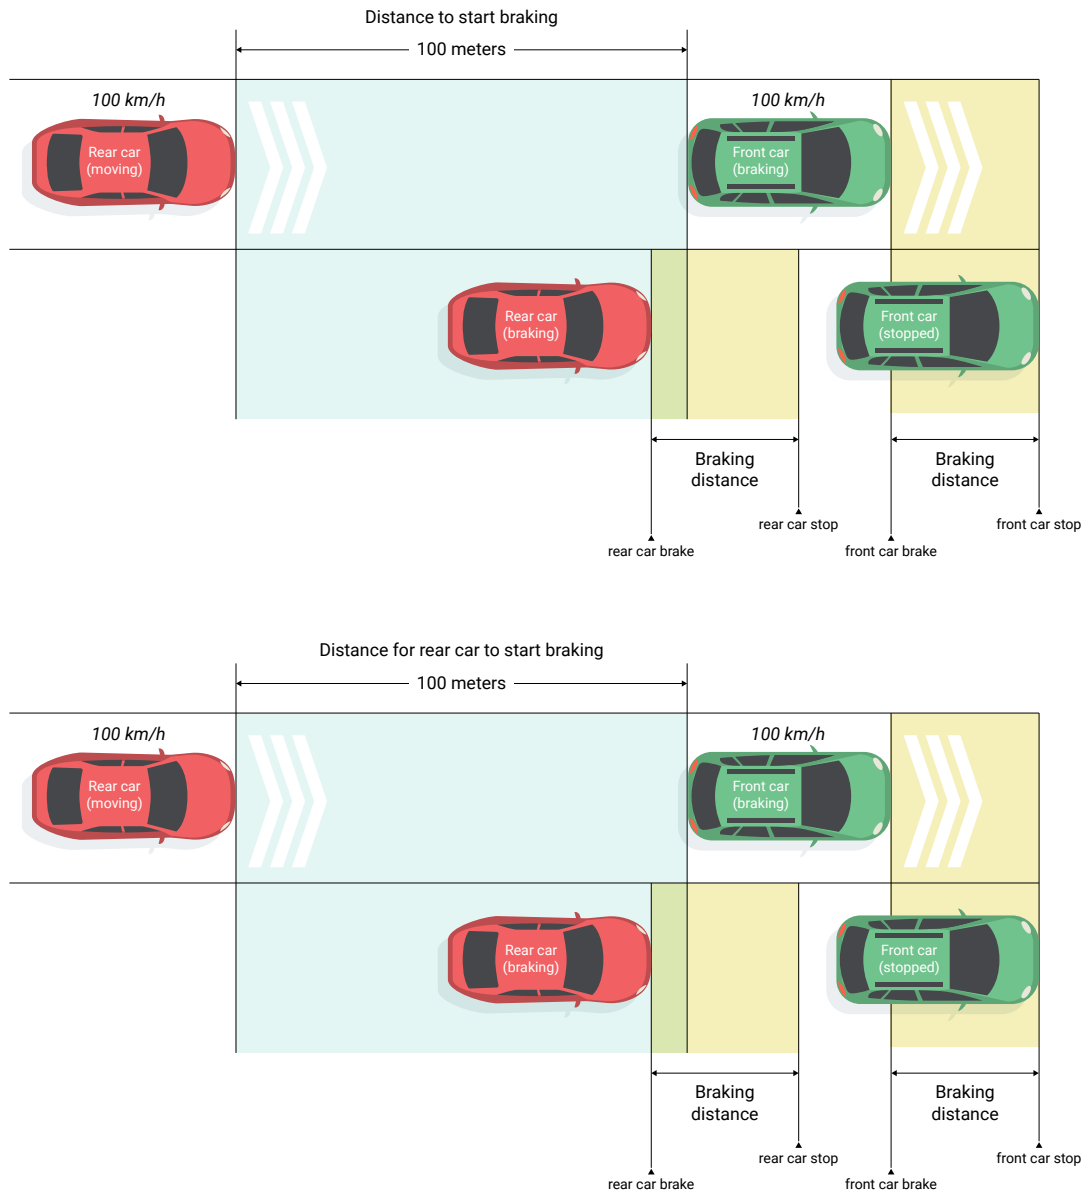 Distance to start braking
100 meters
100 km/h
100 km/h
Rear car
(moving)
Front car
(braking)
Rear car
(braking)
Front car
(stopped)
Braking
distance
Braking
distance
rear car stop
front car stop
rear car brake
front car brake
Distance for rear car to start braking
100 meters
100 km/h
100 km/h
Rear car
(moving)
Front car
(braking)
Rear car
(braking)
Front car
(stopped)
Braking
distance
Braking
distance
rear car stop
front car stop
rear car brake
front car brake